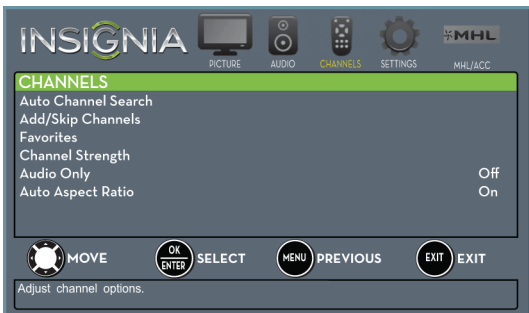 INSIGNIA
MHL
PICTURE AUDIO CHANNELS SETTINGS MHL/ACC
CHANNELS
Auto Channel Search
Add/Skip Channels
Favorites
Channel Strength
Audio Only Off
Auto Aspect Ratio On
MOVE OK ENTER SELECT MENU PREVIOUS EXIT EXIT
Adjust channel options.